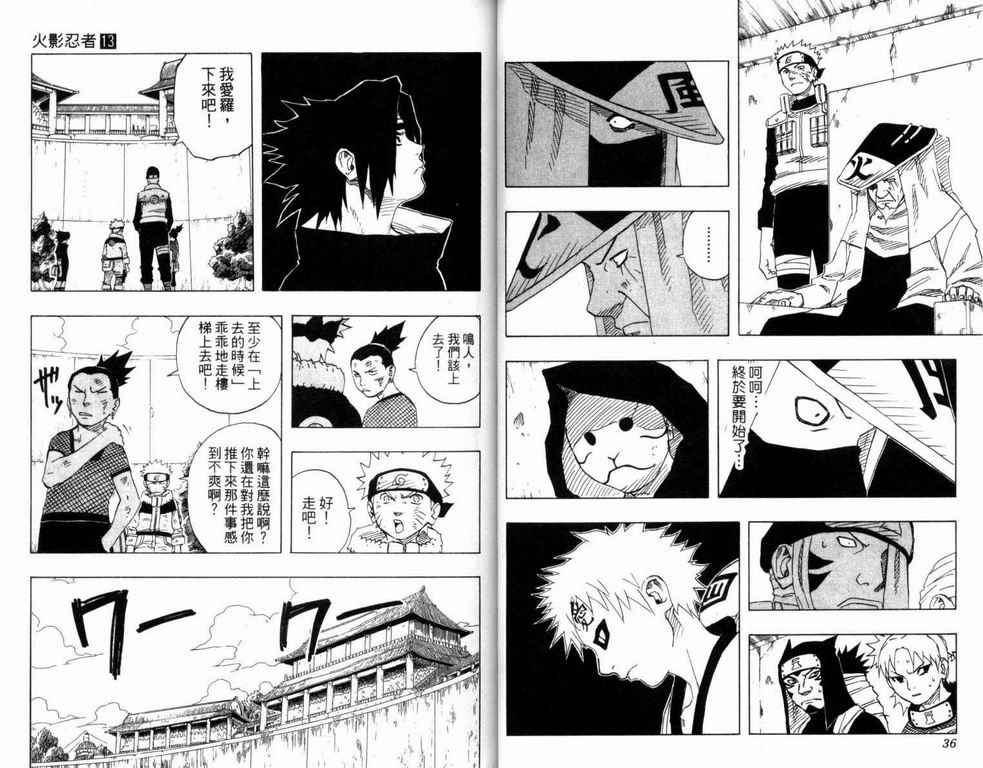 火
風
………
呵呵…
終於要開始了…
36
火影忍者 13
我愛羅，
下來吧！
鳴人，
我們該上
去了！
好！
走吧！
至少在「上
去的時候」
乖乖地走樓
梯上去吧！
幹嘛這麼說啊？
你還在對我把你
推下來那件事感
到不爽啊？
ワーワー